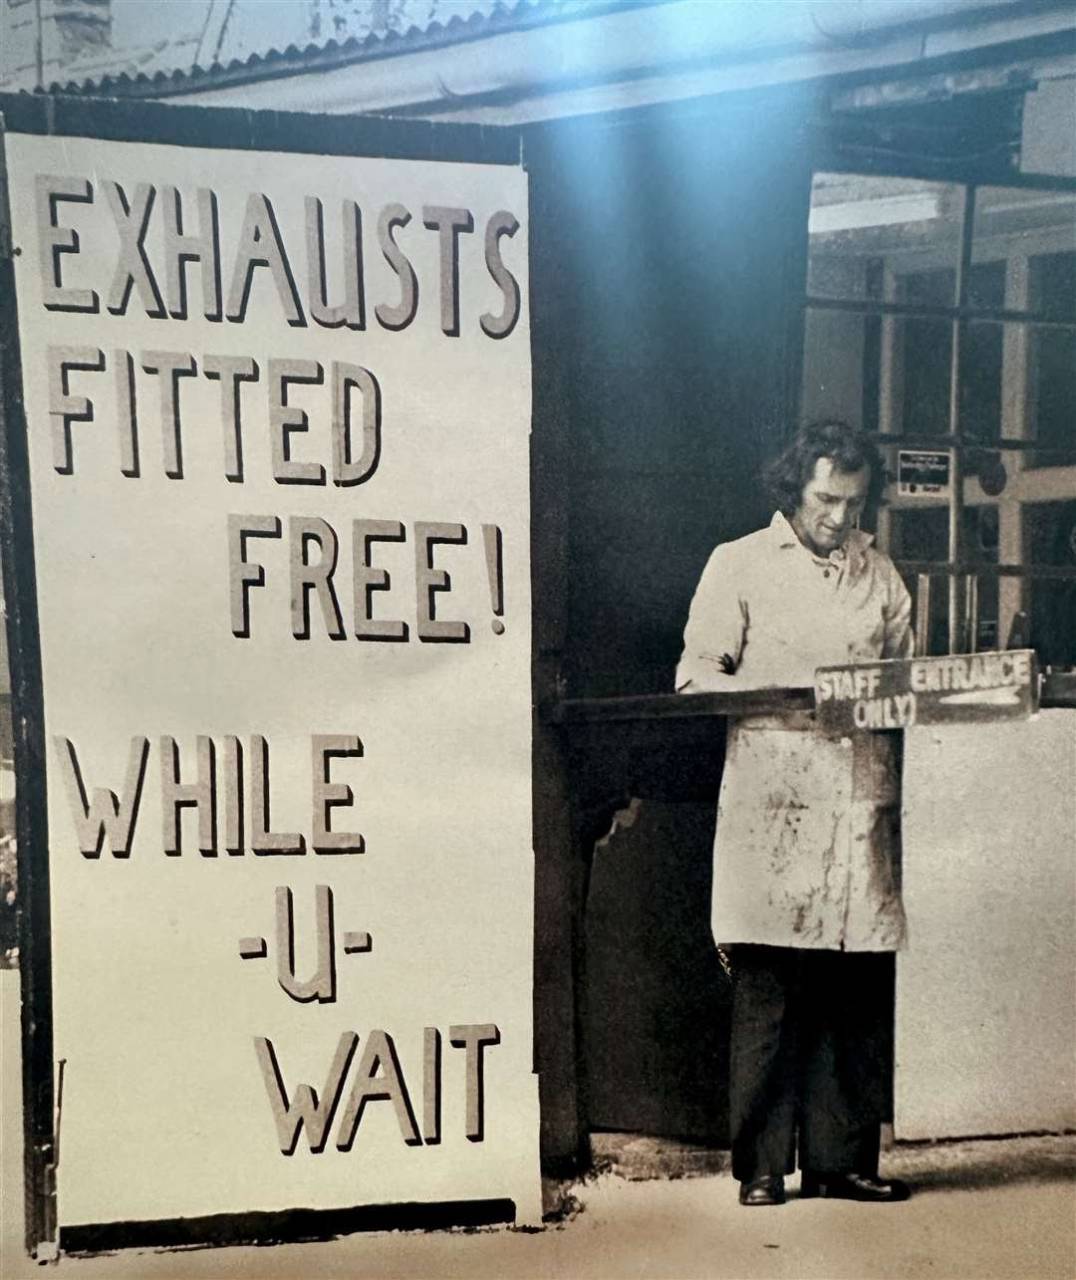 EXHAUSTS
FITTED
FREE!
WHILE
-U-
WAIT
STAFF ENTRANCE
ONLY)